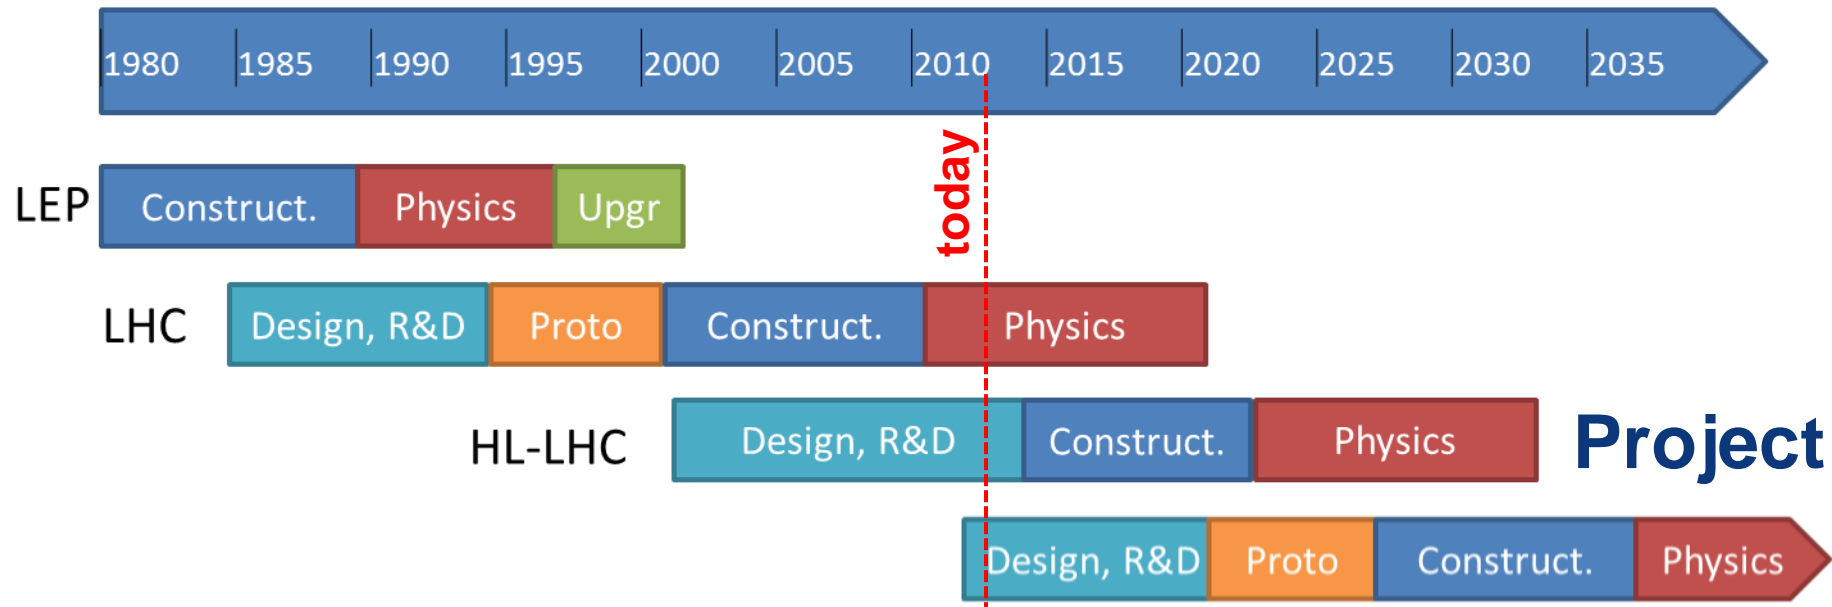 1980 1985 1990 1995 2000 2005 2010 2015 2020 2025 2030 2035
today
LEP Construct. Physics Upgr
LHC Design, R&D Proto Construct. Physics
HL-LHC Design, R&D Construct. Physics Project
Design, R&D Proto Construct. Physics